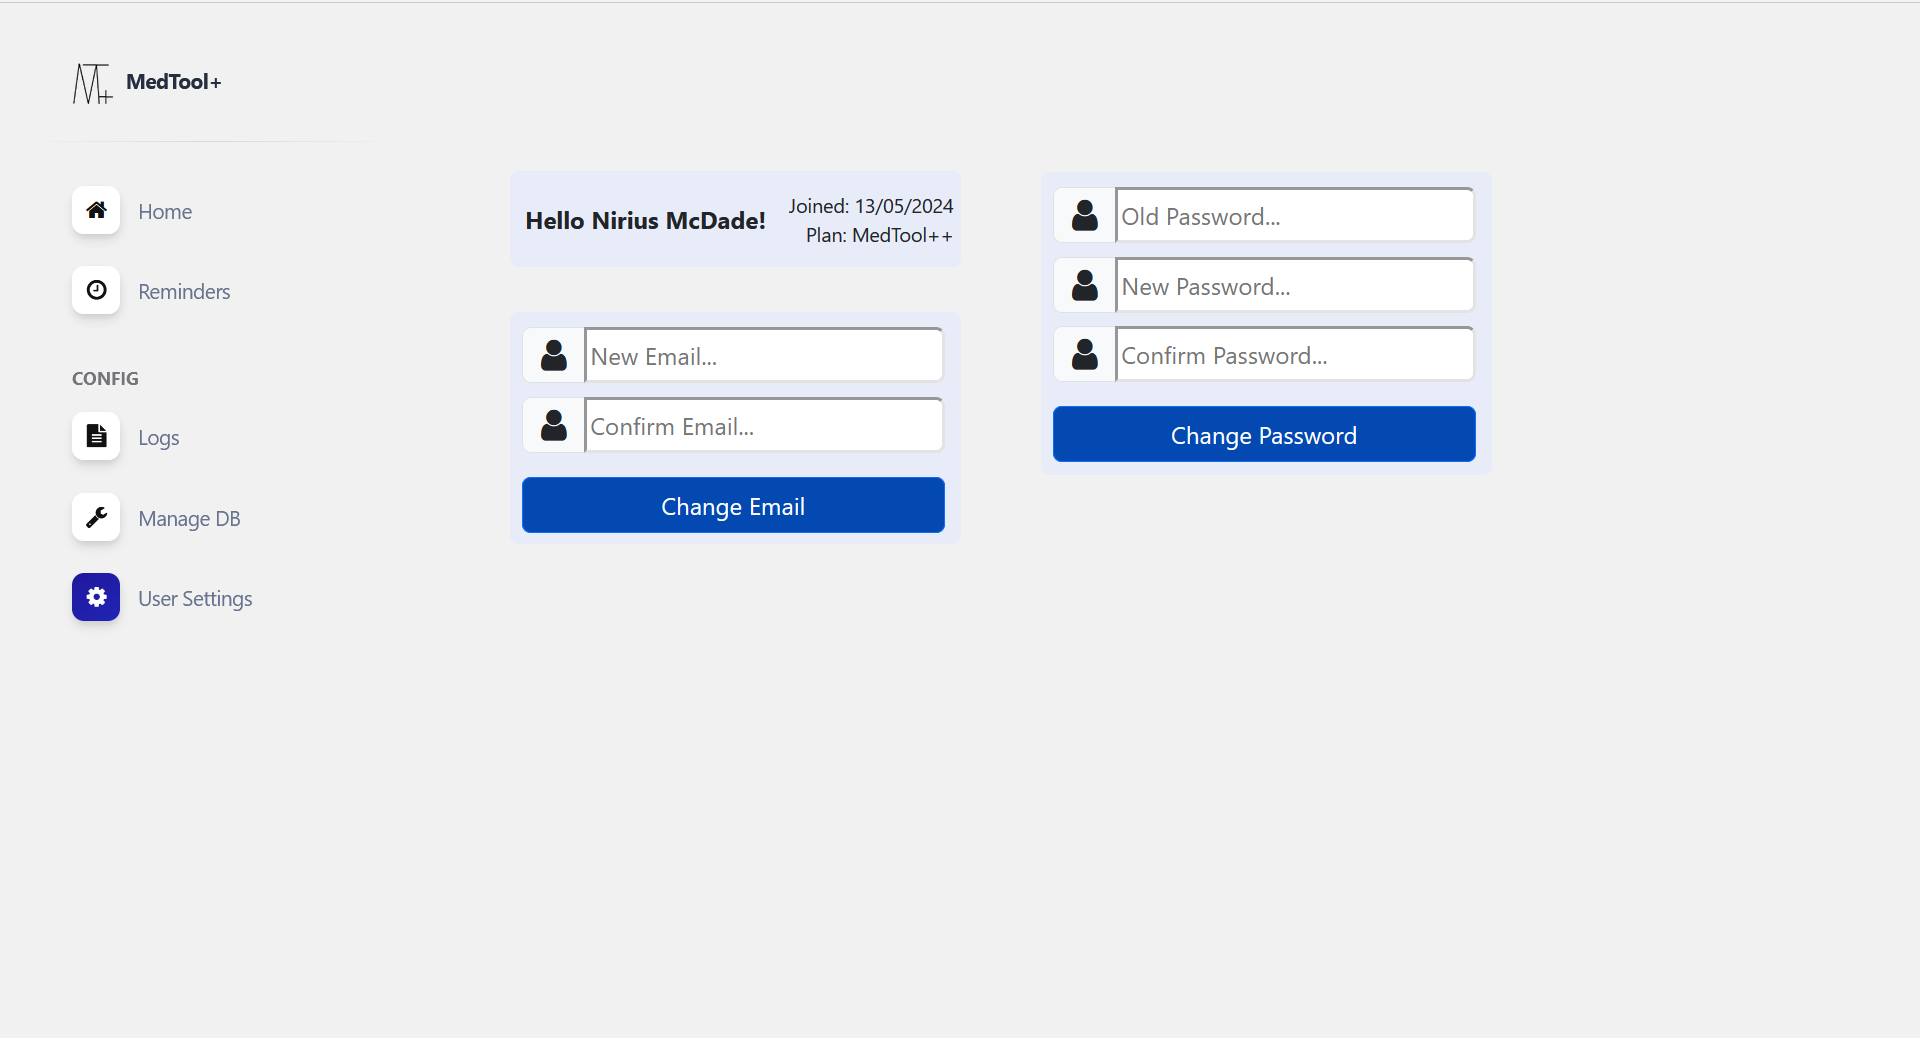 MedTool+
Home
Reminders
CONFIG
Logs
Manage DB
User Settings
Hello Nirius McDade!
Joined: 13/05/2024
Plan: MedTool++
New Email...
Confirm Email...
Change Email
Old Password...
New Password...
Confirm Password...
Change Password